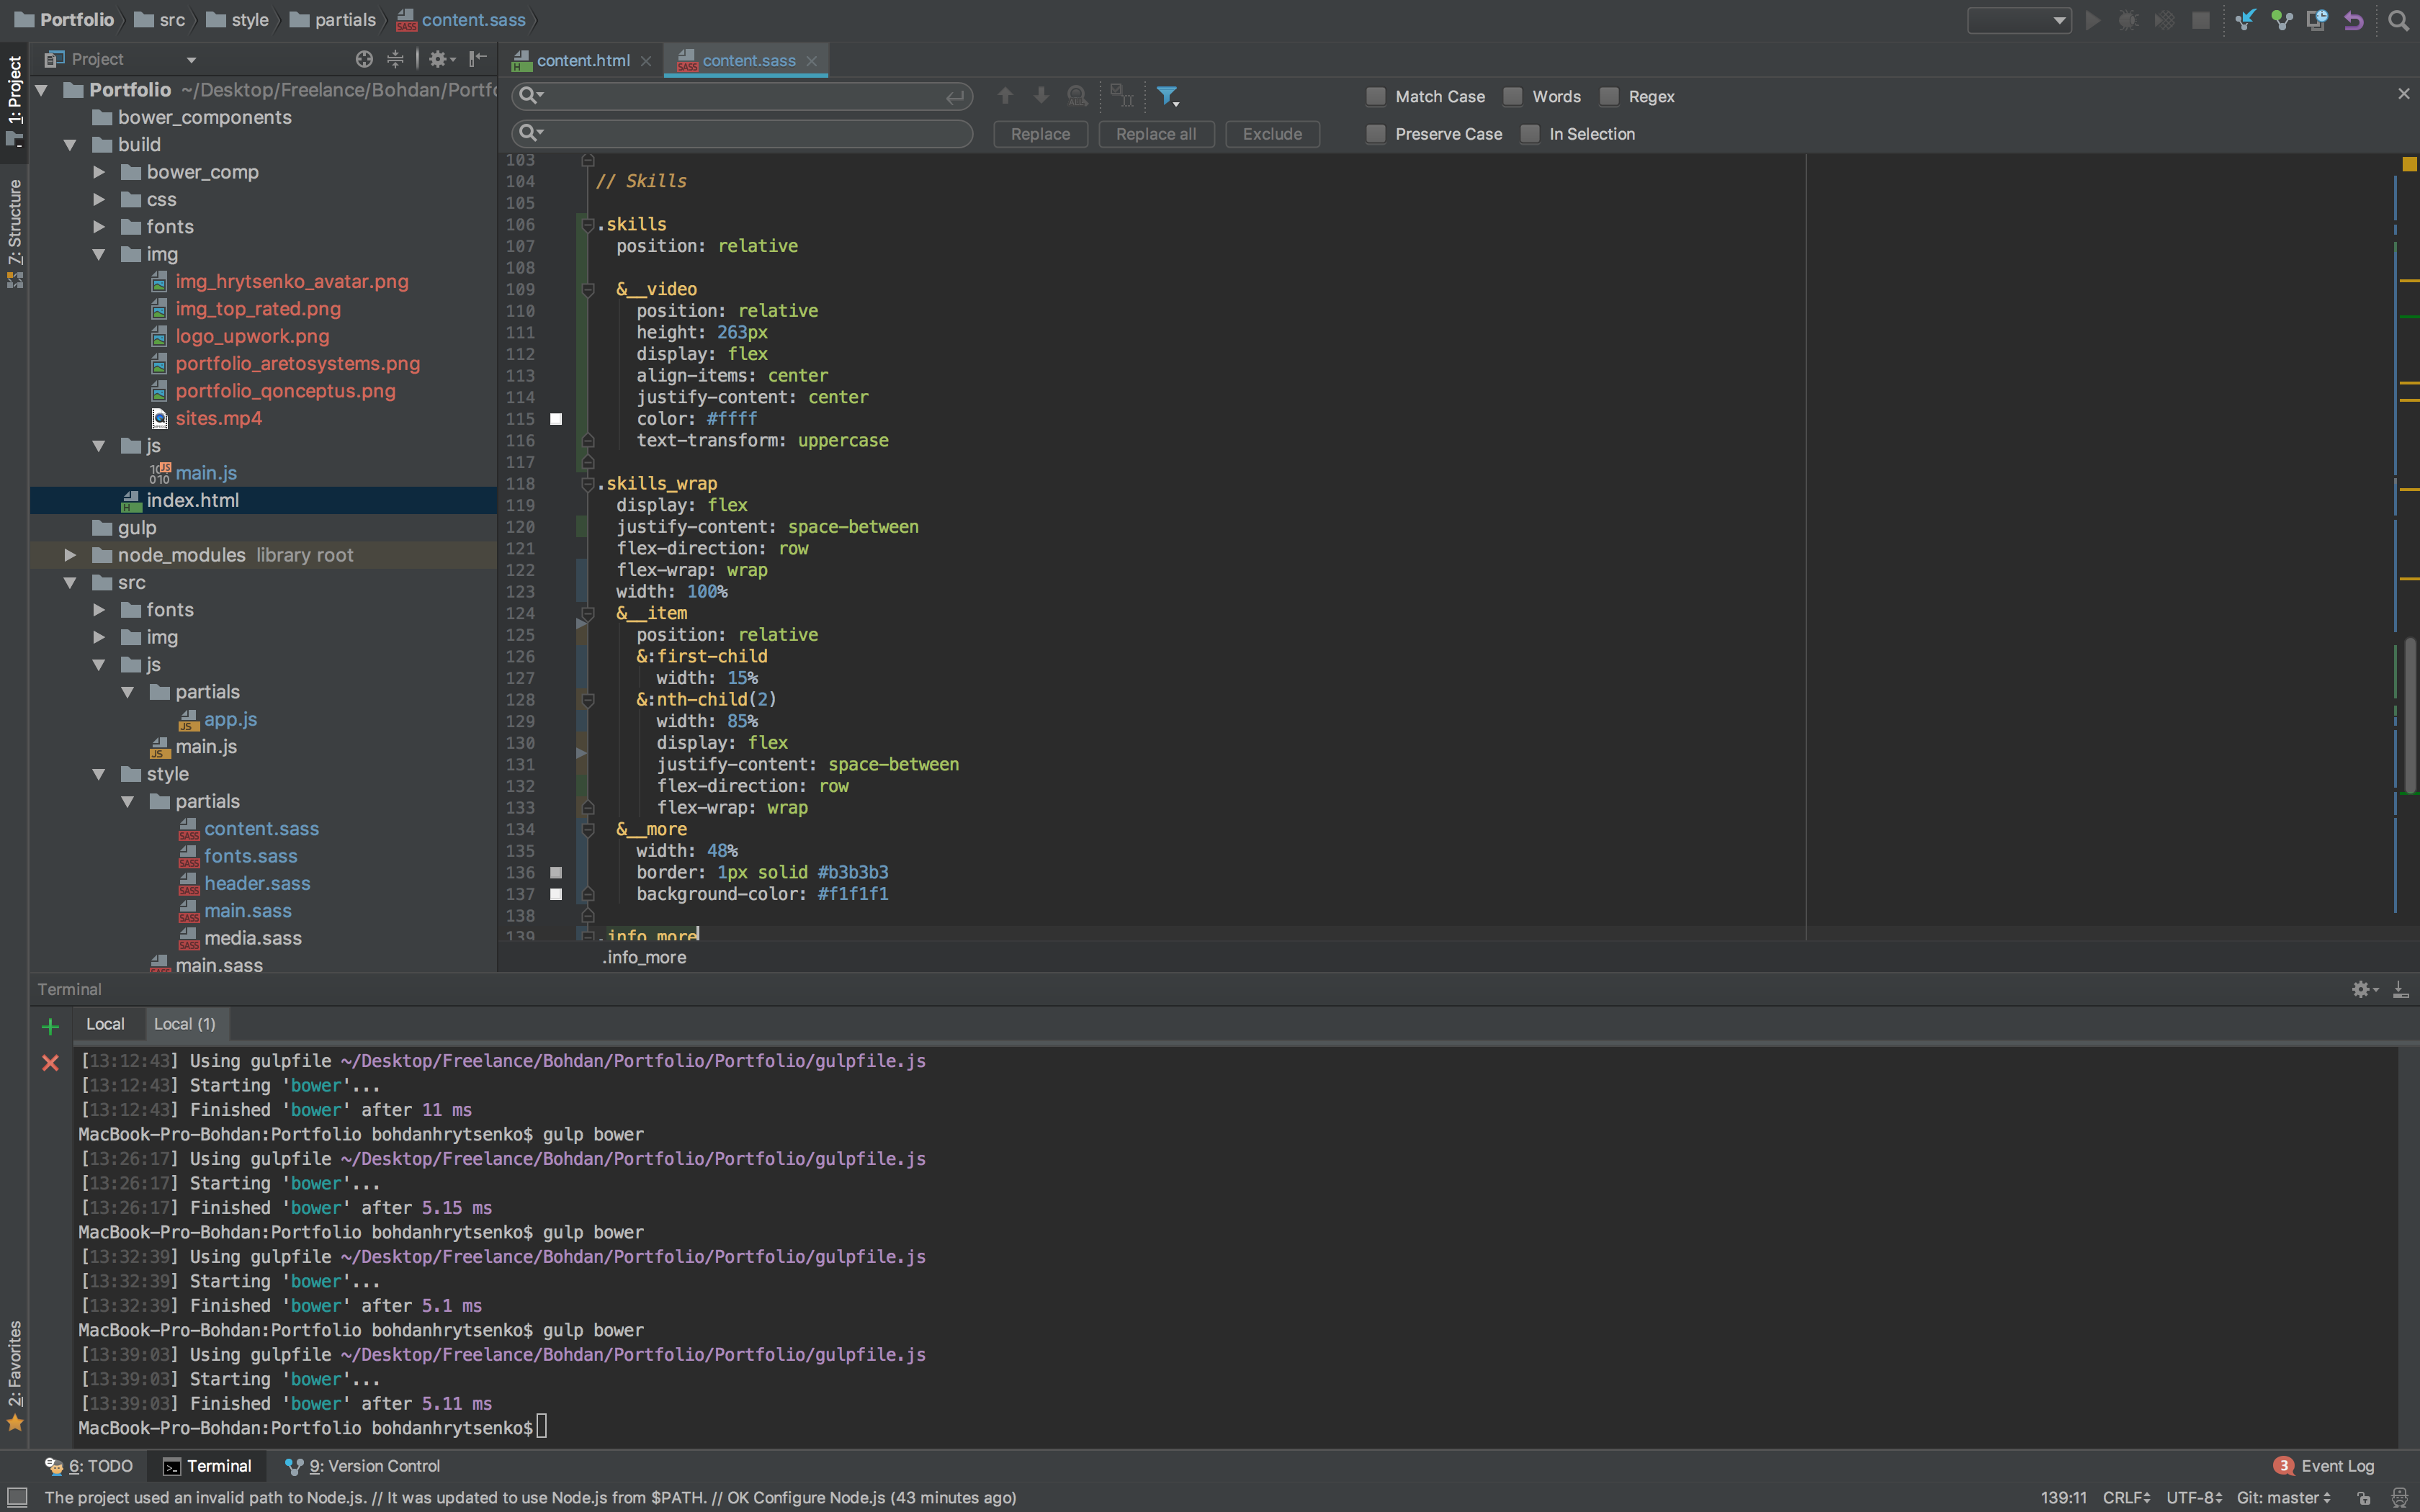 Portfolio src style partials content.sass
1: Project
7: Structure
2: Favorites
Project
Portfolio ~/Desktop/Freelance/Bohdan/Portfo
bower_components
build
bower_comp
css
fonts
img
img_hrytsenko_avatar.png
img_top_rated.png
logo_upwork.png
portfolio_aretosystems.png
portfolio_qonceptus.png
sites.mp4
js
main.js
index.html
gulp
node_modules library root
src
fonts
img
js
partials
app.js
main.js
style
partials
content.sass
fonts.sass
header.sass
main.sass
media.sass
main.sass
content.html content.sass
Match Case Words Regex
Replace Replace all Exclude Preserve Case In Selection
103
104 // Skills
105
106 .skills
107 position: relative
108
109 &__video
110 position: relative
111 height: 263px
112 display: flex
113 align-items: center
114 justify-content: center
115 color: #ffff
116 text-transform: uppercase
117
118 .skills_wrap
119 display: flex
120 justify-content: space-between
121 flex-direction: row
122 flex-wrap: wrap
123 width: 100%
124 &__item
125 position: relative
126 &:first-child
127 width: 15%
128 &:nth-child(2)
129 width: 85%
130 display: flex
131 justify-content: space-between
132 flex-direction: row
133 flex-wrap: wrap
134 &__more
135 width: 48%
136 border: 1px solid #b3b3b3
137 background-color: #f1f1f1
138
139 .info_more
.info_more
Terminal
Local Local (1)
[13:12:43] Using gulpfile ~/Desktop/Freelance/Bohdan/Portfolio/Portfolio/gulpfile.js
[13:12:43] Starting 'bower'...
[13:12:43] Finished 'bower' after 11 ms
MacBook-Pro-Bohdan:Portfolio bohdanhrytsenko$ gulp bower
[13:26:17] Using gulpfile ~/Desktop/Freelance/Bohdan/Portfolio/Portfolio/gulpfile.js
[13:26:17] Starting 'bower'...
[13:26:17] Finished 'bower' after 5.15 ms
MacBook-Pro-Bohdan:Portfolio bohdanhrytsenko$ gulp bower
[13:32:39] Using gulpfile ~/Desktop/Freelance/Bohdan/Portfolio/Portfolio/gulpfile.js
[13:32:39] Starting 'bower'...
[13:32:39] Finished 'bower' after 5.1 ms
MacBook-Pro-Bohdan:Portfolio bohdanhrytsenko$ gulp bower
[13:39:03] Using gulpfile ~/Desktop/Freelance/Bohdan/Portfolio/Portfolio/gulpfile.js
[13:39:03] Starting 'bower'...
[13:39:03] Finished 'bower' after 5.11 ms
MacBook-Pro-Bohdan:Portfolio bohdanhrytsenko$
6: TODO Terminal 9: Version Control 3 Event Log
The project used an invalid path to Node.js. // It was updated to use Node.js from $PATH. // OK Configure Node.js (43 minutes ago) 139:11 CRLF UTF-8 Git: master